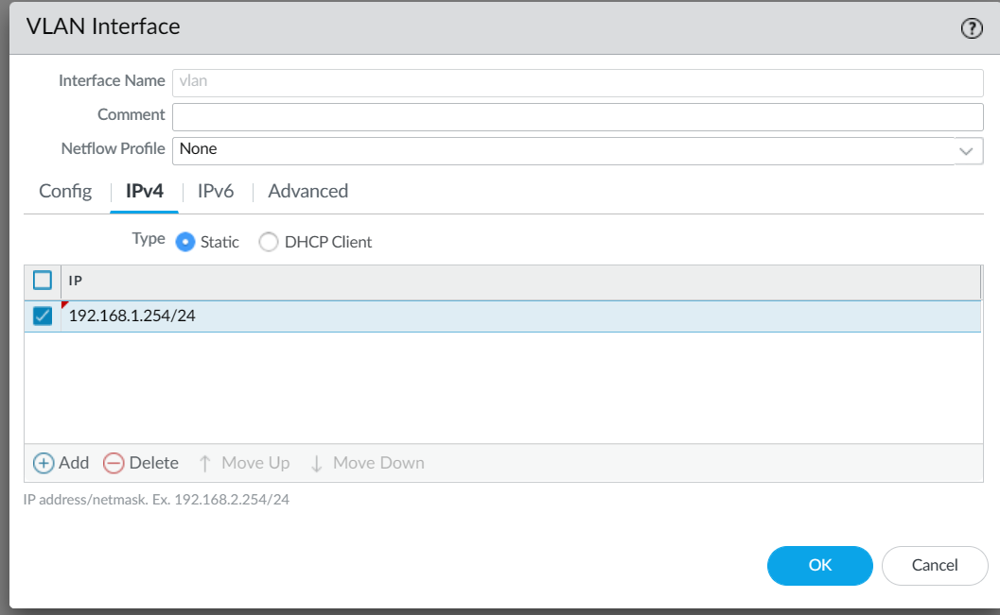 VLAN Interface
?
Interface Name vlan
Comment
Netflow Profile None
Config IPv4 IPv6 Advanced
Type Static DHCP Client
IP
192.168.1.254/24
Add Delete Move Up Move Down
IP address/netmask. Ex. 192.168.2.254/24
OK Cancel